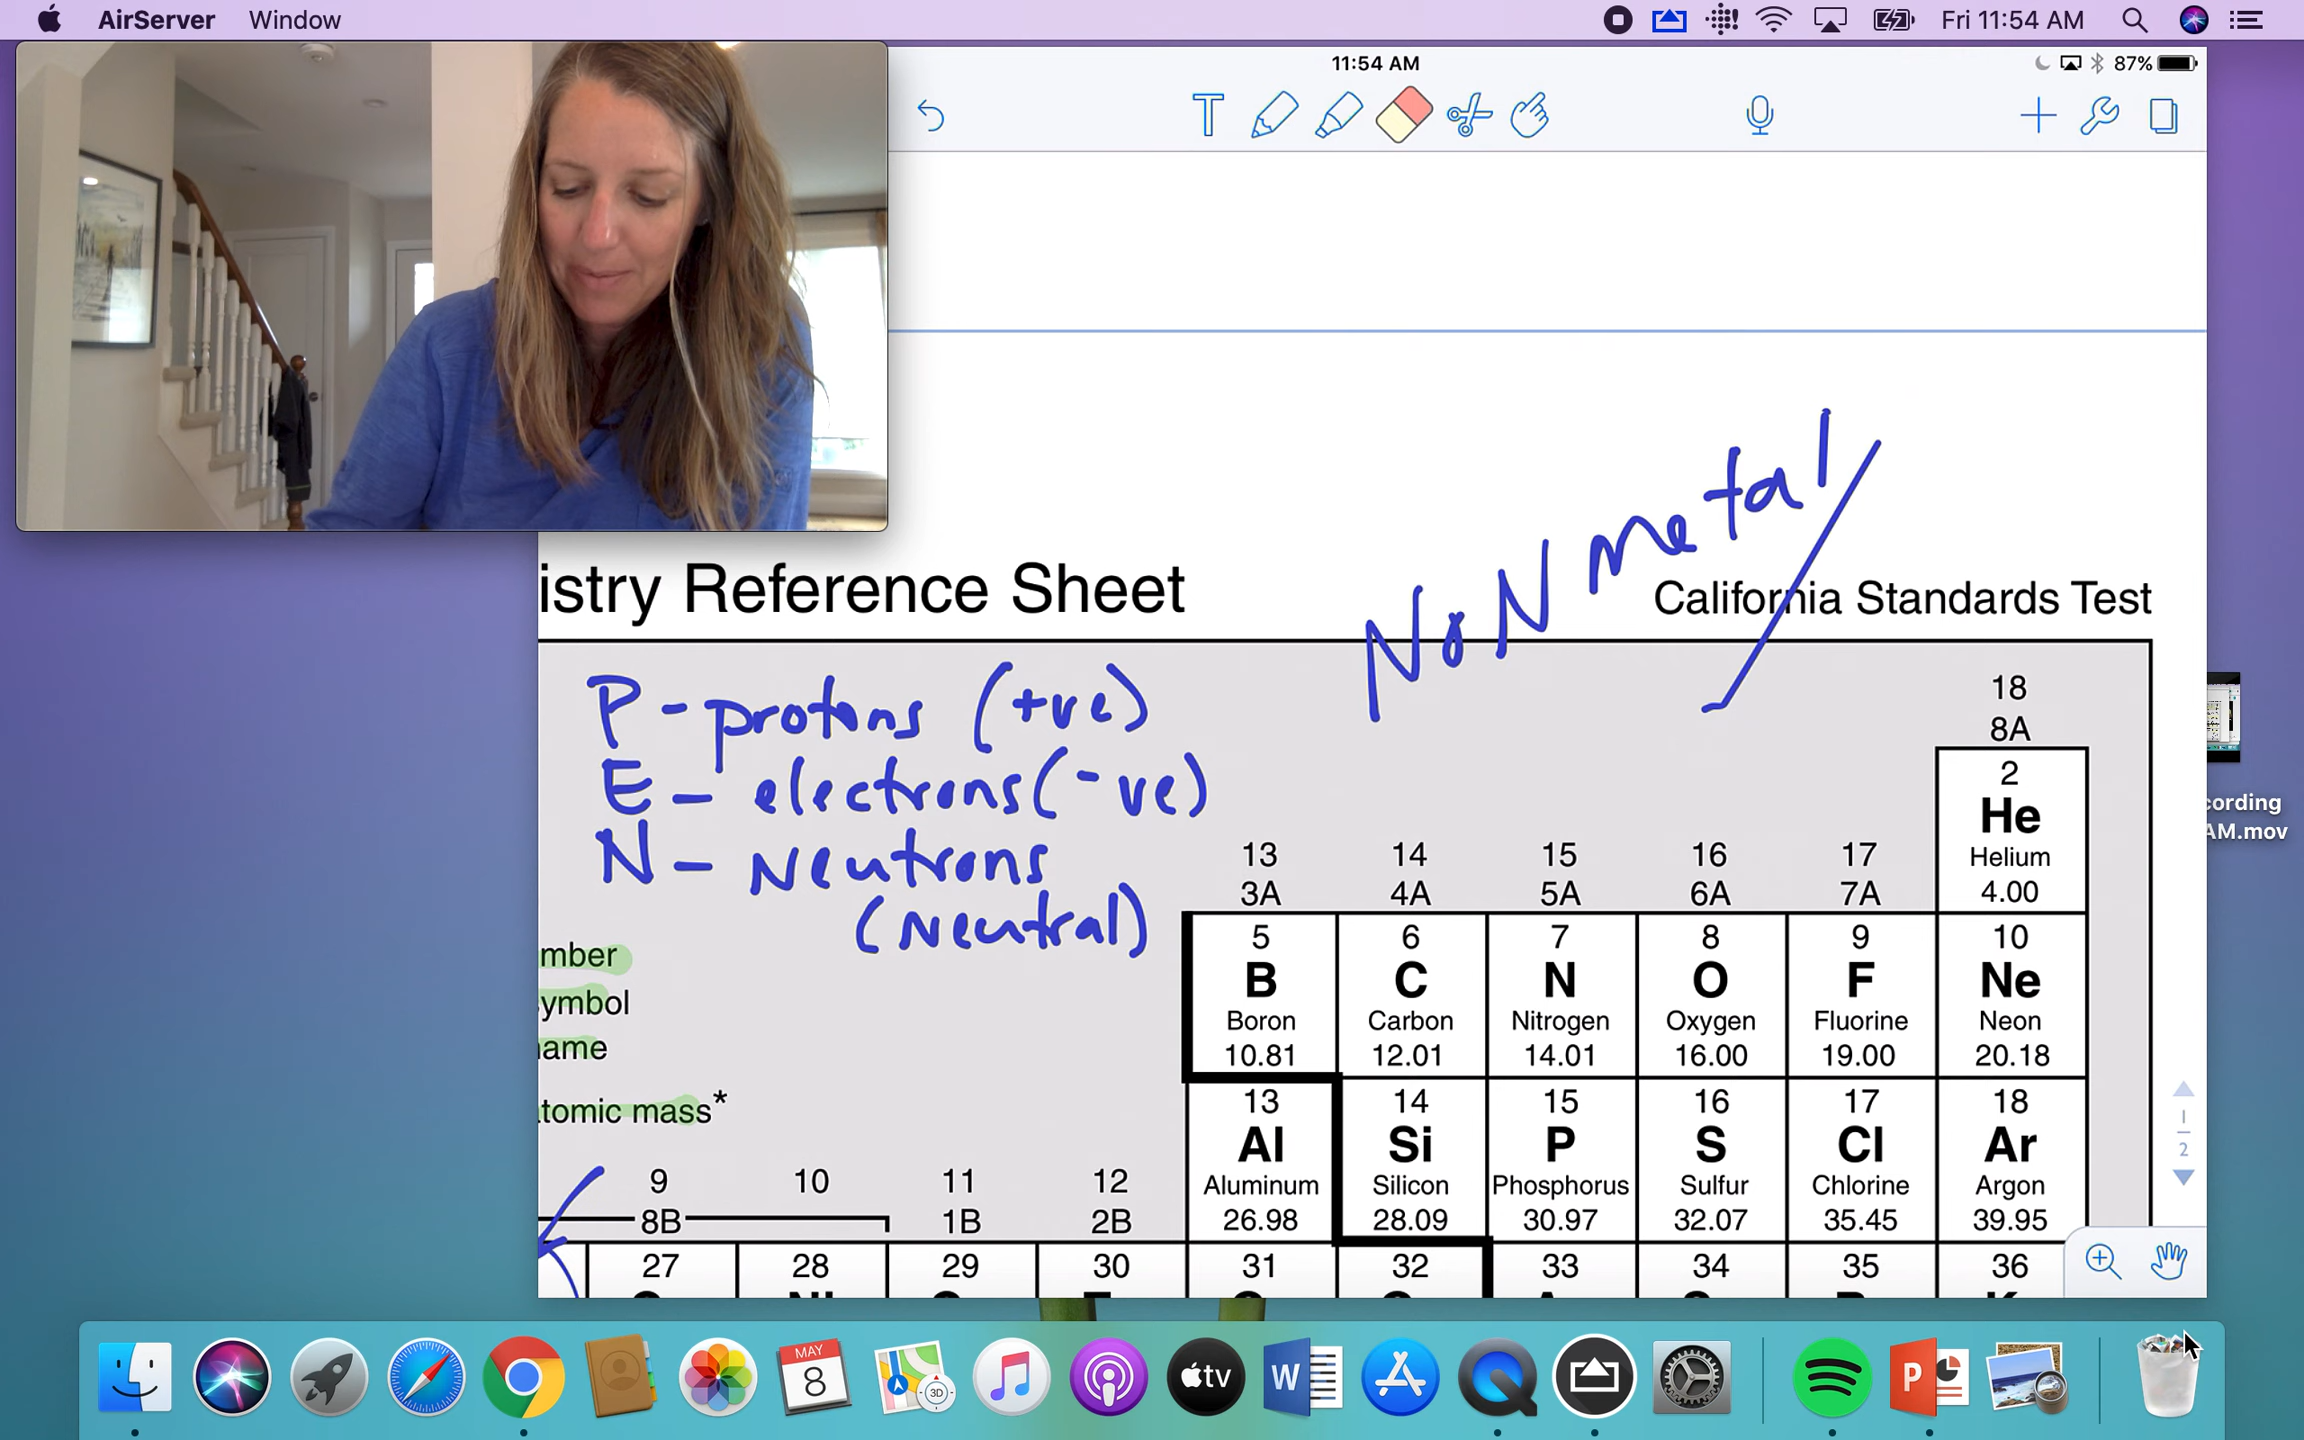 AirServer Window
Fri 11:54 AM
11:54 AM
87%
T
NoN metal
istry Reference Sheet
California Standards Test
P - protons (+ve)
E - electrons (-ve)
N - Neutrons
(Neutral)
mber
ymbol
name
tomic mass*
18
8A
2
He
Helium
4.00
13 14 15 16 17
3A 4A 5A 6A 7A
5 6 7 8 9 10
B C N O F Ne
Boron Carbon Nitrogen Oxygen Fluorine Neon
10.81 12.01 14.01 16.00 19.00 20.18
13 14 15 16 17 18
Al Si P S Cl Ar
Aluminum Silicon Phosphorus Sulfur Chlorine Argon
26.98 28.09 30.97 32.07 35.45 39.95
9 10 11 12
8B 1B 2B
27 28 29 30 31 32 33 34 35 36
1
2
cording
AM.mov
MAY
8
3D
tv
W
P